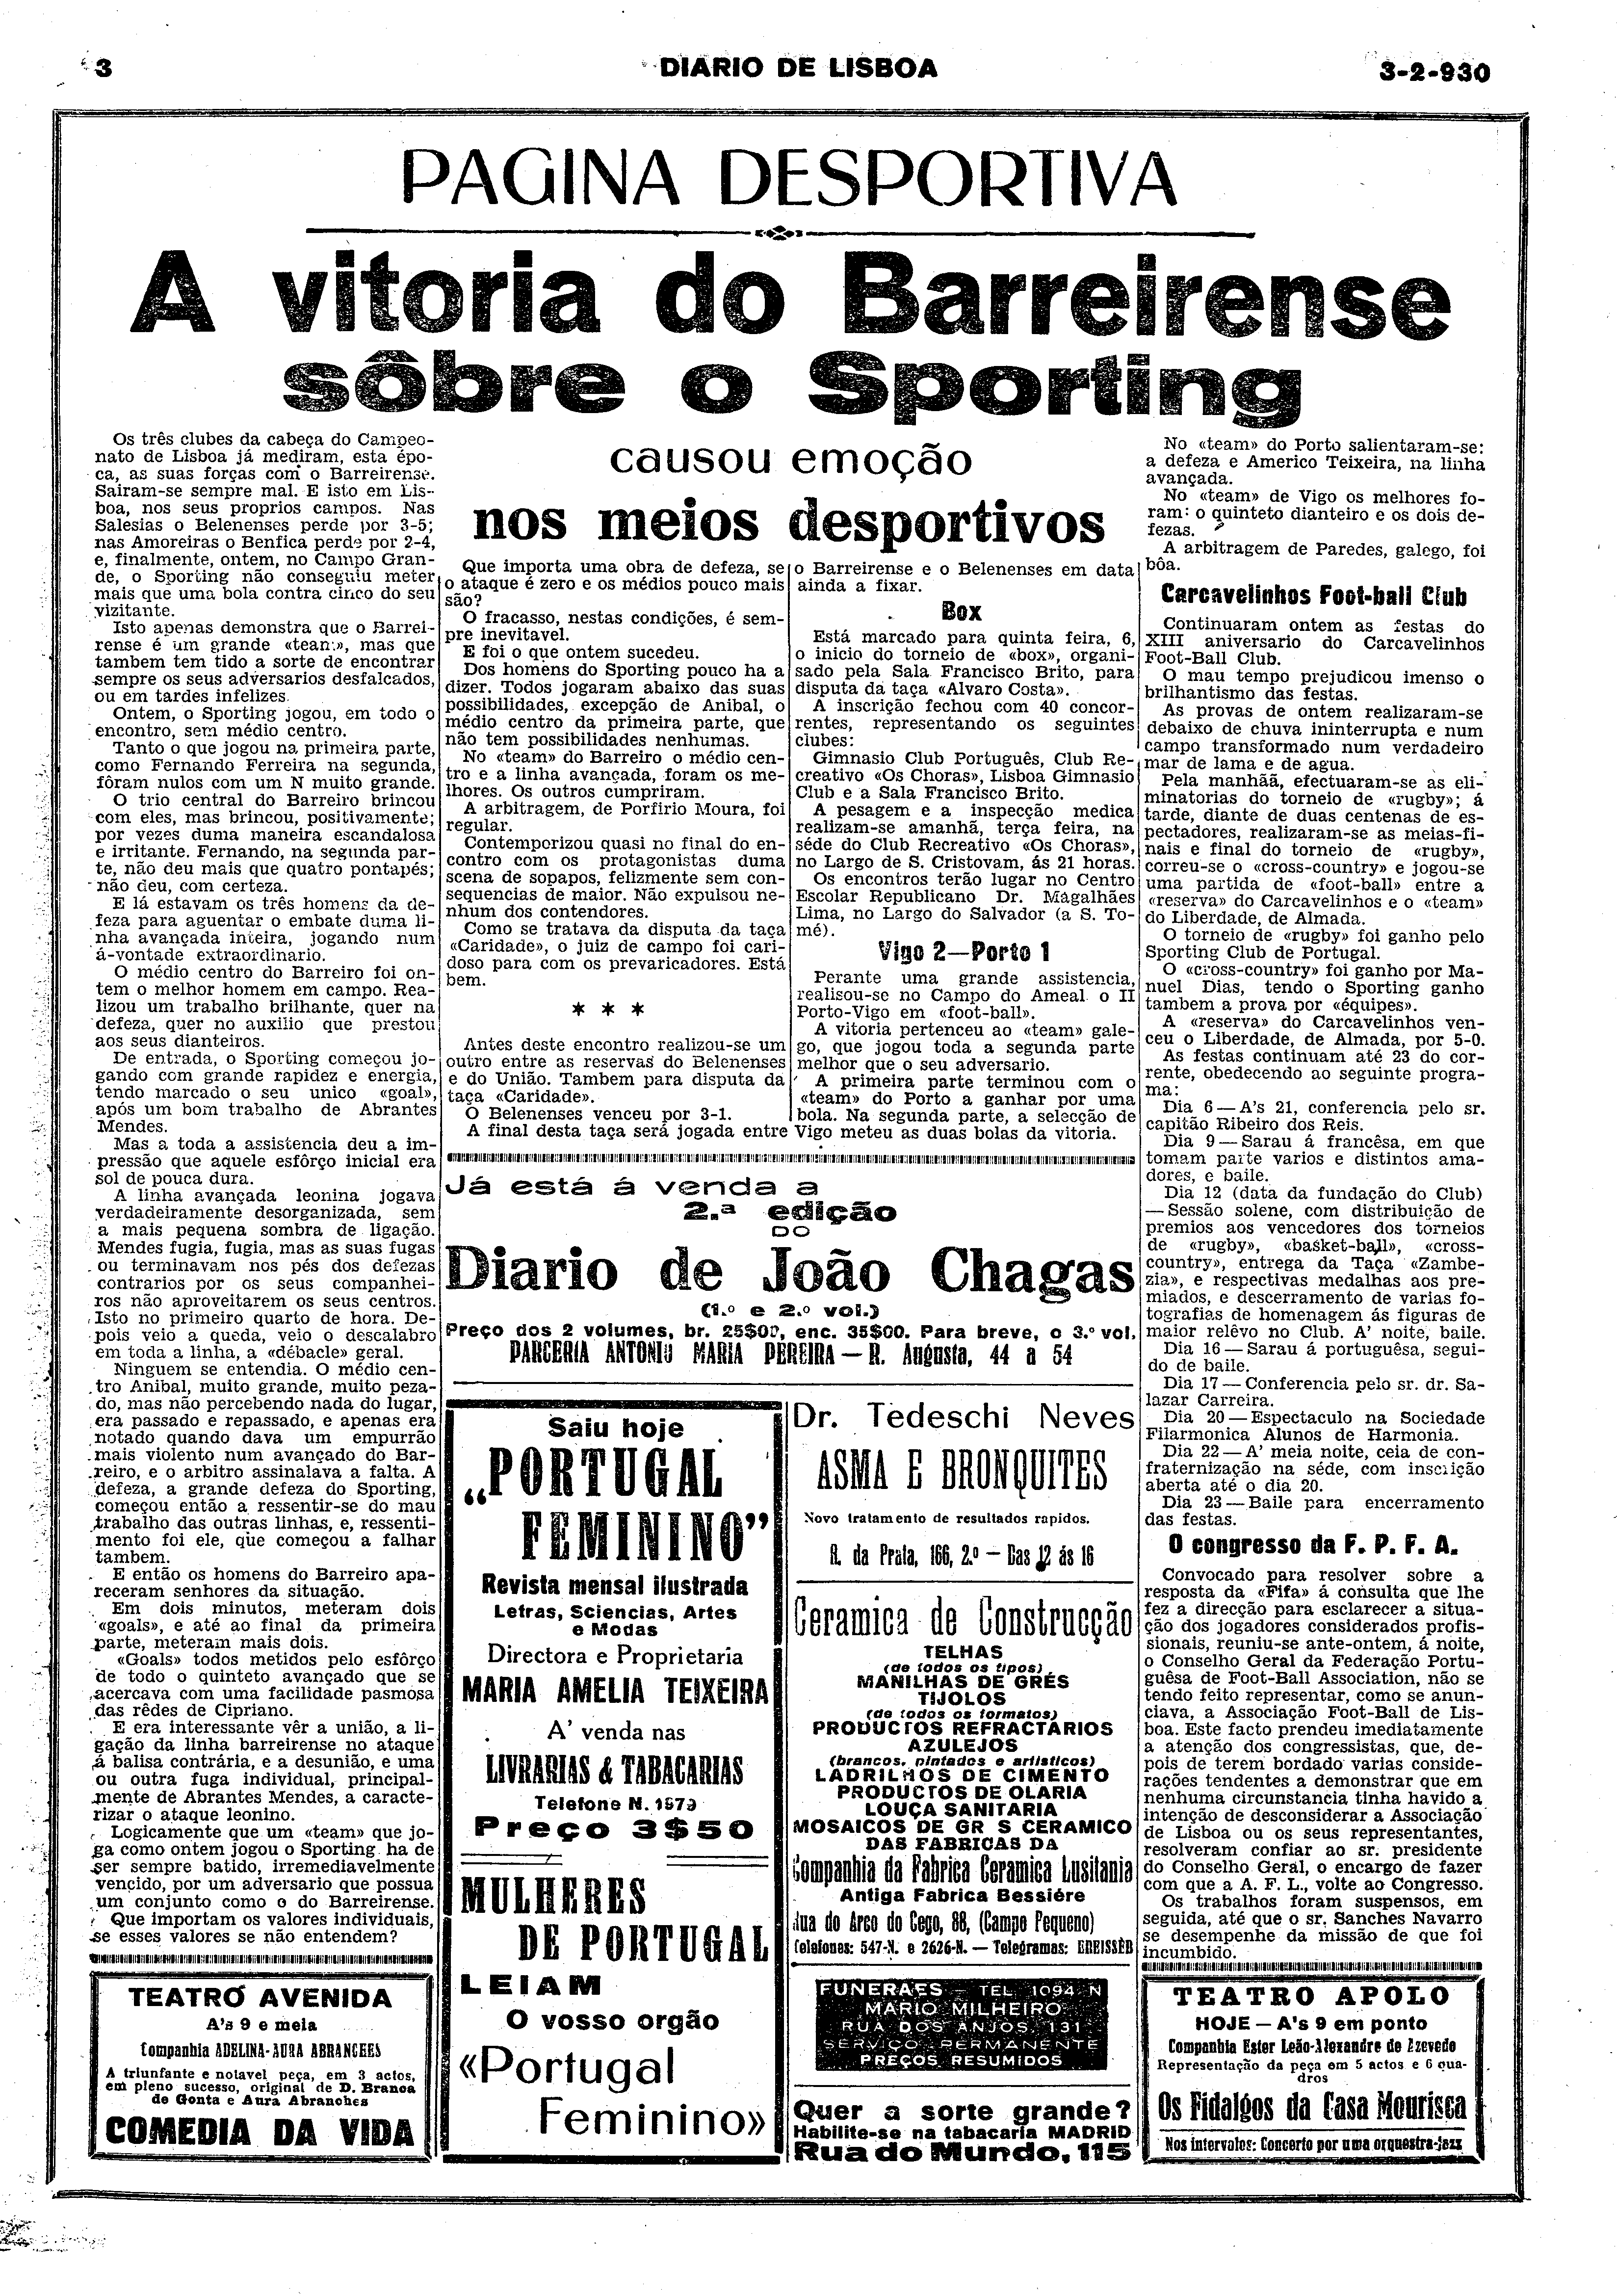 3
DIARIO DE LISBOA
3-2-930
PAGINA DESPORTIVA
A vitoria do Barreirense
sôbre o Sporting
causou emoção
nos meios desportivos
Os três clubes da cabeça do Campeo-
nato de Lisboa já mediram, esta épo-
ca, as suas forças com o Barreirense.
Sairam-se sempre mal. E isto em Lis-
boa, nos seus proprios campos. Nas
Salesias o Belenenses perde por 3-5;
nas Amoreiras o Benfica perde por 2-4,
e, finalmente, ontem, no Campo Gran-
de, o Sporting não conseguiu meter
mais que uma bola contra cinco do seu
vizitante.
Isto apenas demonstra que o Barrei-
rense é um grande «team», mas que
tambem tem tido a sorte de encontrar
sempre os seus adversarios desfalcados,
ou em tardes infelizes.
Ontem, o Sporting jogou, em todo o
encontro, sem médio centro.
Tanto o que jogou na primeira parte,
como Fernando Ferreira na segunda,
fôram nulos com um N muito grande.
O trio central do Barreiro brincou
com eles, mas brincou, positivamente;
por vezes duma maneira escandalosa
e irritante. Fernando, na segunda par-
te, não deu mais que quatro pontapés;
não deu, com certeza.
E lá estavam os três homens da de-
feza para aguentar o embate duma li-
nha avançada inteira, jogando num
á-vontade extraordinario.
O médio centro do Barreiro foi on-
tem o melhor homem em campo. Rea-
lizou um trabalho brilhante, quer na
defeza, quer no auxilio que prestou
aos seus dianteiros.
De entrada, o Sporting começou jo-
gando com grande rapidez e energia,
tendo marcado o seu unico «goal»,
após um bom trabalho de Abrantes
Mendes.
Mas a toda a assistencia deu a im-
pressão que aquele esfôrço inicial era
sol de pouca dura.
A linha avançada leonina jogava
verdadeiramente desorganizada, sem
a mais pequena sombra de ligação.
Mendes fugia, fugia, mas as suas fugas
ou terminavam nos pés dos defezas
contrarios por os seus companhei-
ros não aproveitarem os seus centros.
Isto no primeiro quarto de hora. De-
pois veio a queda, veio o descalabro
em toda a linha, a «débacle» geral.
Ninguem se entendia. O médio cen-
tro Anibal, muito grande, muito peza-
do, mas não percebendo nada do lugar,
era passado e repassado, e apenas era
notado quando dava um empurrão
mais violento num avançado do Bar-
reiro, e o arbitro assinalava a falta. A
defeza, a grande defeza do Sporting,
começou então a ressentir-se do mau
trabalho das outras linhas, e, ressenti-
mento foi ele, que começou a falhar
tambem.
E então os homens do Barreiro apa-
receram senhores da situação.
Em dois minutos, meteram dois
«goals», e até ao final da primeira
parte, meteram mais dois.
«Goals» todos metidos pelo esfôrço
de todo o quinteto avançado que se
acercava com uma facilidade pasmosa
das rêdes de Cipriano.
E era interessante vêr a união, a li-
gação da linha barreirense no ataque
á balisa contrária, e a desunião, e uma
ou outra fuga individual, principal-
mente de Abrantes Mendes, a caracte-
rizar o ataque leonino.
Logicamente que um «team» que jo-
ga como ontem jogou o Sporting ha de
ser sempre batido, irremediavelmente
vencido, por um adversario que possua
um conjunto como o do Barreirense.
Que importam os valores individuais,
se esses valores se não entendem?
TEATRO AVENIDA
A's 9 e meia
Companhia ADELINA-AURA ABRANCEES
A triunfante e notavel peça, em 3 actos,
em pleno sucesso, original de D. Branca
de Gonta e Aura Abranches
COMEDIA DA VIDA
Que importa uma obra de defeza, se
o ataque é zero e os médios pouco mais
são?
O fracasso, nestas condições, é sem-
pre inevitavel.
E foi o que ontem sucedeu.
Dos homens do Sporting pouco ha a
dizer. Todos jogaram abaixo das suas
possibilidades, excepção de Anibal, o
médio centro da primeira parte, que
não tem possibilidades nenhumas.
No «team» do Barreiro o médio cen-
tro e a linha avançada, foram os me-
lhores. Os outros cumpriram.
A arbitragem, de Porfirio Moura, foi
regular.
Contemporizou quasi no final do en-
contro com os protagonistas duma
scena de sopapos, felizmente sem con-
sequencias de maior. Não expulsou ne-
nhum dos contendores.
Como se tratava da disputa da taça
«Caridade», o juiz de campo foi cari-
doso para com os prevaricadores. Está
bem.
* * *
Antes deste encontro realizou-se um
outro entre as reservas do Belenenses
e do União. Tambem para disputa da
taça «Caridade».
O Belenenses venceu por 3-1.
A final desta taça será jogada entre
o Barreirense e o Belenenses em data
ainda a fixar.
Box
Está marcado para quinta feira, 6,
o inicio do torneio de «box», organi-
sado pela Sala Francisco Brito, para
disputa da taça «Alvaro Costa».
A inscrição fechou com 40 concor-
rentes, representando os seguintes
clubes:
Gimnasio Club Português, Club Re-
creativo «Os Choras», Lisboa Gimnasio
Club e a Sala Francisco Brito.
A pesagem e a inspecção medica
realizam-se amanhã, terça feira, na
séde do Club Recreativo «Os Choras»,
no Largo de S. Cristovam, ás 21 horas.
Os encontros terão lugar no Centro
Escolar Republicano Dr. Magalhães
Lima, no Largo do Salvador (a S. To-
mé).
Vigo 2—Porto 1
Perante uma grande assistencia,
realisou-se no Campo do Ameal o II
Porto-Vigo em «foot-ball».
A vitoria pertenceu ao «team» gale-
go, que jogou toda a segunda parte
melhor que o seu adversario.
A primeira parte terminou com o
«team» do Porto a ganhar por uma
bola. Na segunda parte, a selecção de
Vigo meteu as duas bolas da vitoria.
Já está á venda a
2.ª edição
DO
Diario de João Chagas
(1.º e 2.º vol.)
Preço dos 2 volumes, br. 25$00, enc. 35$00. Para breve, o 3.º vol.
PARCERIA ANTONIO MARIA PEREIRA — R. Augusta, 44 a 54
Saiu hoje
„PORTUGAL
FEMININO”
Revista mensal ilustrada
Letras, Sciencias, Artes
e Modas
Directora e Proprietaria
MARIA AMELIA TEIXEIRA
A' venda nas
LIVRARIAS & TABACARIAS
Telefone N.
Preço 3$50
MULHERES
DE PORTUGAL
LEIAM
O vosso orgão
«Portugal
Feminino»
Dr. Tedeschi Neves
ASMA E BRONQUITES
Novo tratamento de resultados rapidos.
R. da Prata, 166, 2.º — Das 12 ás 16
Ceramica de Construcção
TELHAS
(de todos os tipos)
MANILHAS DE GRÉS
TIJOLOS
(de todos os formatos)
PRODUCTOS REFRACTARIOS
AZULEJOS
(brancos, pintados e artisticos)
LADRILHOS DE CIMENTO
PRODUCTOS DE OLARIA
LOUÇA SANITARIA
MOSAICOS DE GR S CERAMICO
DAS FABRICAS DA
Companhia da Fabrica Ceramica Lusitania
Antiga Fabrica Bessiére
Rua do Arco do Cego, 88, (Campo Pequeno)
Telefones: 547-N. e 2626-N. — Telegramas:
FUNERAES — TEL 1094 N
MARIO MILHEIRO
RUA DOS ANJOS, 131
SERVIÇO PERMANENTE
PREÇOS RESUMIDOS
Quer a sorte grande?
Habilite-se na tabacaria MADRID
Rua do Mundo, 115
No «team» do Porto salientaram-se:
a defeza e Americo Teixeira, na linha
avançada.
No «team» de Vigo os melhores fo-
ram: o quinteto dianteiro e os dois de-
fezas.
A arbitragem de Paredes, galego, foi
bôa.
Carcavelinhos Foot-ball Club
Continuaram ontem as festas do
XIII aniversario do Carcavelinhos
Foot-Ball Club.
O mau tempo prejudicou imenso o
brilhantismo das festas.
As provas de ontem realizaram-se
debaixo de chuva ininterrupta e num
campo transformado num verdadeiro
mar de lama e de agua.
Pela manhãã, efectuaram-se as eli-
minatorias do torneio de «rugby»; á
tarde, diante de duas centenas de es-
pectadores, realizaram-se as meias-fi-
nais e final do torneio de «rugby»,
correu-se o «cross-country» e jogou-se
uma partida de «foot-ball» entre a
«reserva» do Carcavelinhos e o «team»
do Liberdade, de Almada.
O torneio de «rugby» foi ganho pelo
Sporting Club de Portugal.
O «cross-country» foi ganho por Ma-
nuel Dias, tendo o Sporting ganho
tambem a prova por «équipes».
A «reserva» do Carcavelinhos ven-
ceu o Liberdade, de Almada, por 5-0.
As festas continuam até 23 do cor-
rente, obedecendo ao seguinte progra-
ma:
Dia 6 — A's 21, conferencia pelo sr.
capitão Ribeiro dos Reis.
Dia 9 — Sarau á francêsa, em que
tomam parte varios e distintos ama-
dores, e baile.
Dia 12 (data da fundação do Club)
— Sessão solene, com distribuição de
premios aos vencedores dos torneios
de «rugby», «basket-ball», «cross-
country», entrega da Taça «Zambe-
zia», e respectivas medalhas aos pre-
miados, e descerramento de varias fo-
tografias de homenagem ás figuras de
maior relêvo no Club. A' noite, baile.
Dia 16 — Sarau á portuguêsa, segui-
do de baile.
Dia 17 — Conferencia pelo sr. dr. Sa-
lazar Carreira.
Dia 20 — Espectaculo na Sociedade
Filarmonica Alunos de Harmonia.
Dia 22 — A' meia noite, ceia de con-
fraternização na séde, com inscrição
aberta até o dia 20.
Dia 23 — Baile para encerramento
das festas.
O congresso da F. P. F. A.
Convocado para resolver sobre a
resposta da «Fifa» á consulta que lhe
fez a direcção para esclarecer a situa-
ção dos jogadores considerados profis-
sionais, reuniu-se ante-ontem, á noite,
o Conselho Geral da Federação Portu-
guêsa de Foot-Ball Association, não se
tendo feito representar, como se anun-
ciava, a Associação Foot-Ball de Lis-
boa. Este facto prendeu imediatamente
a atenção dos congressistas, que, de-
pois de terem bordado varias conside-
rações tendentes a demonstrar que em
nenhuma circunstancia tinha havido a
intenção de desconsiderar a Associação
de Lisboa ou os seus representantes,
resolveram confiar ao sr. presidente
do Conselho Geral, o encargo de fazer
com que a A. F. L., volte ao Congresso.
Os trabalhos foram suspensos, em
seguida, até que o sr. Sanches Navarro
se desempenhe da missão de que foi
incumbido.
TEATRO APOLO
HOJE — A's 9 em ponto
Companhia Ester Leão-Alexandre de Azevedo
Representação da peça em 5 actos e 6 qua-
dros
Os Fidalgos da Casa Mourisca
Nos intervalos: Concerto por uma orquestra-jazz